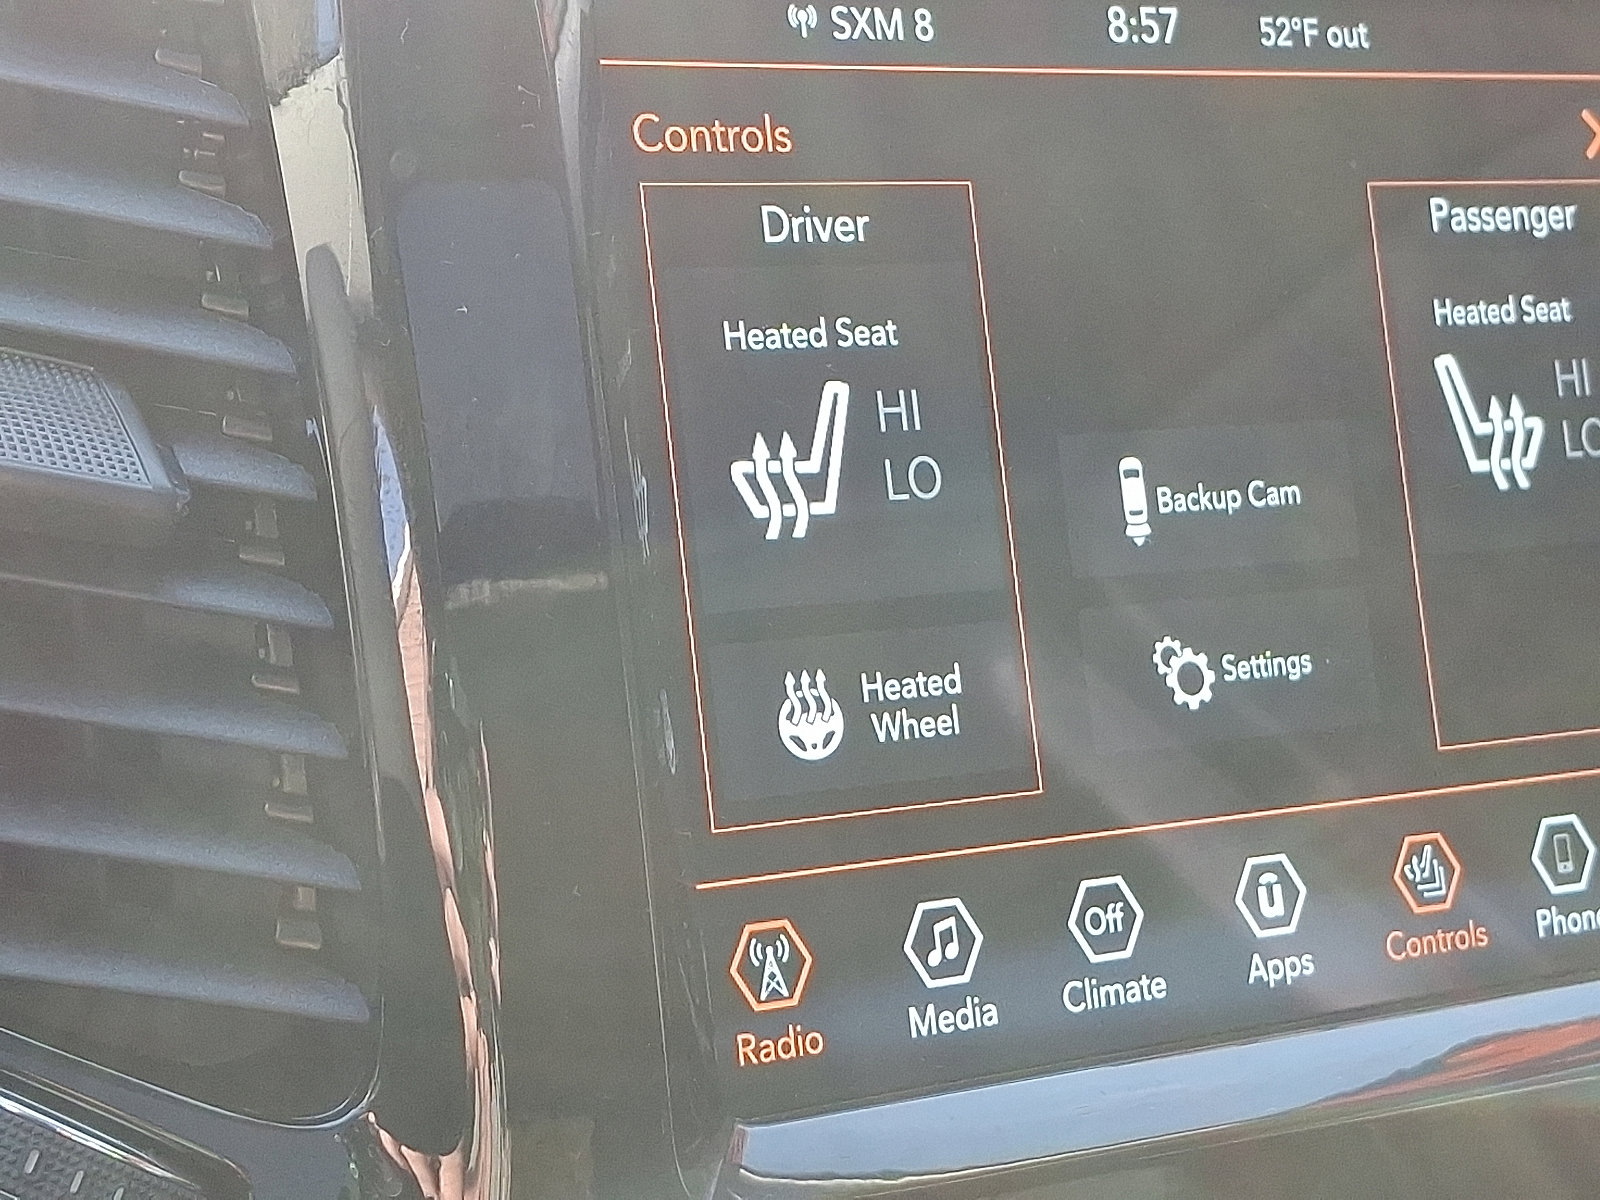 SXM 8 8:57 52°F out
Controls
Driver
Heated Seat
HI
LO
Heated
Wheel
Backup Cam
Settings
Passenger
Heated Seat
HI
Radio
Media
Off
Climate
Apps
Controls